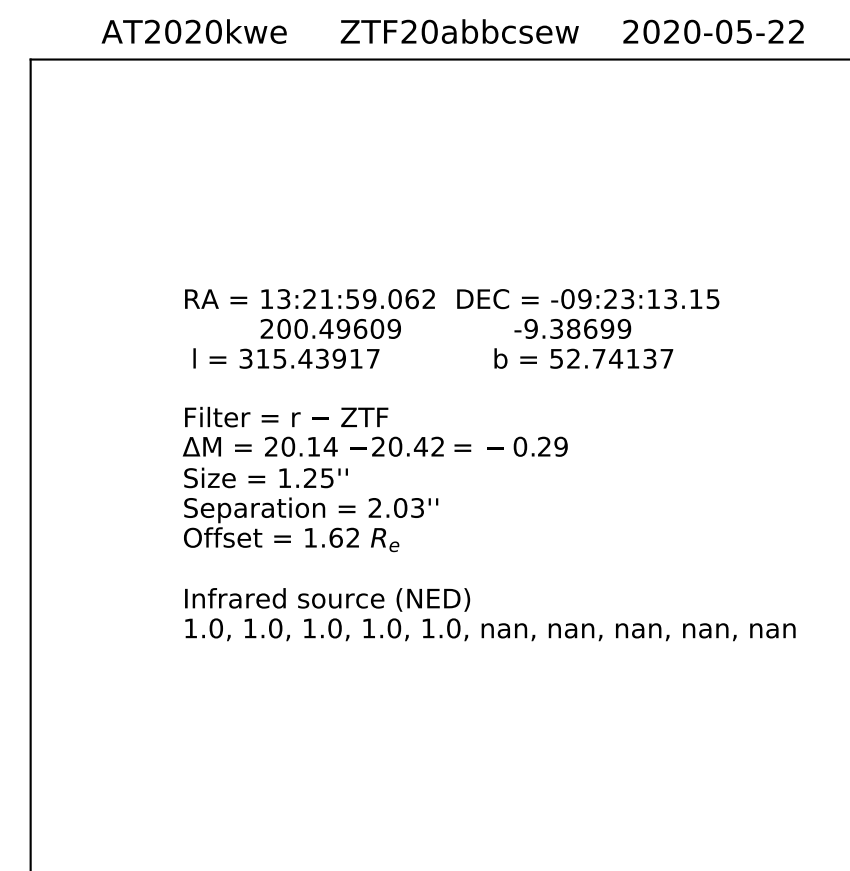 AT2020kwe ZTF20abbcsew 2020-05-22
RA = 13:21:59.062 DEC = -09:23:13.15
200.49609 -9.38699
l = 315.43917 b = 52.74137
Filter = r − ZTF
ΔM = 20.14 −20.42 = − 0.29
Size = 1.25''
Separation = 2.03''
Offset = 1.62 Re
Infrared source (NED)
1.0, 1.0, 1.0, 1.0, 1.0, nan, nan, nan, nan, nan